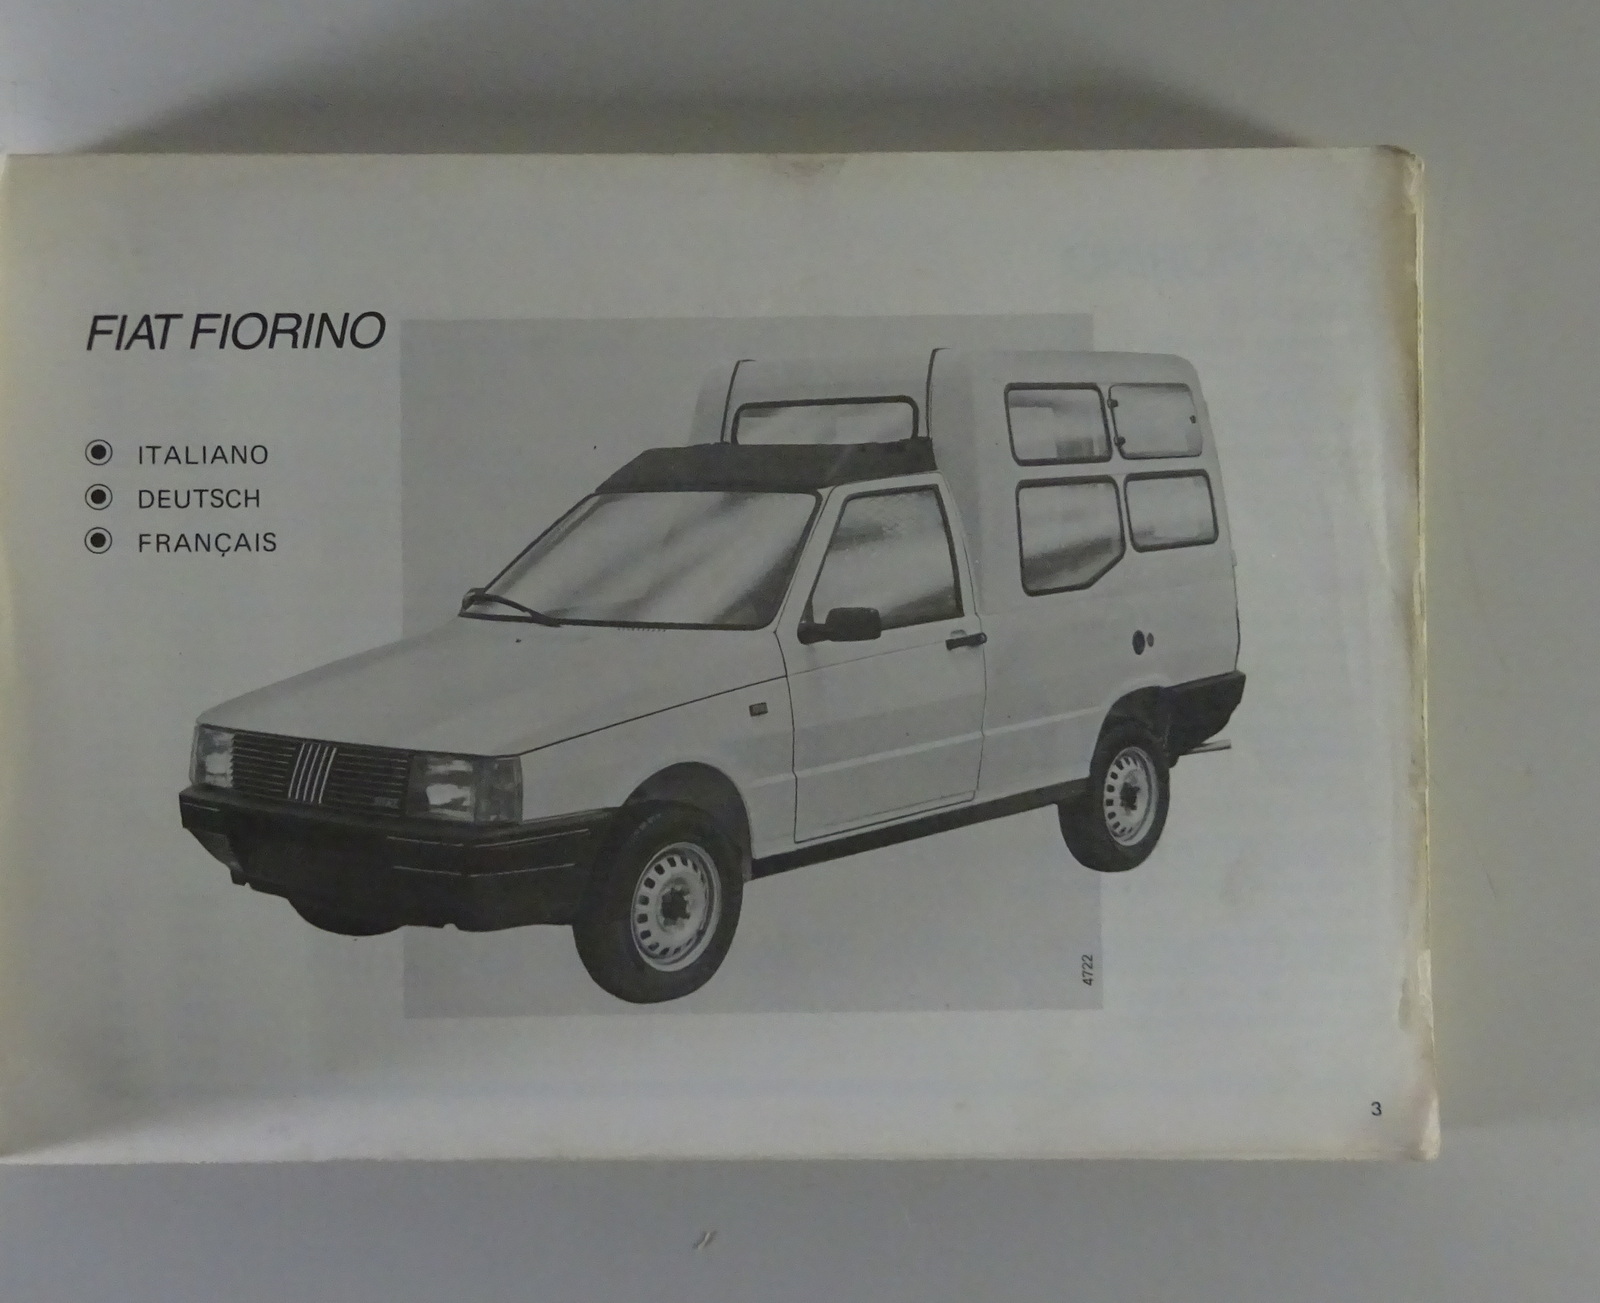 FIAT FIORINO
ITALIANO
DEUTSCH
FRANÇAIS
4722
3